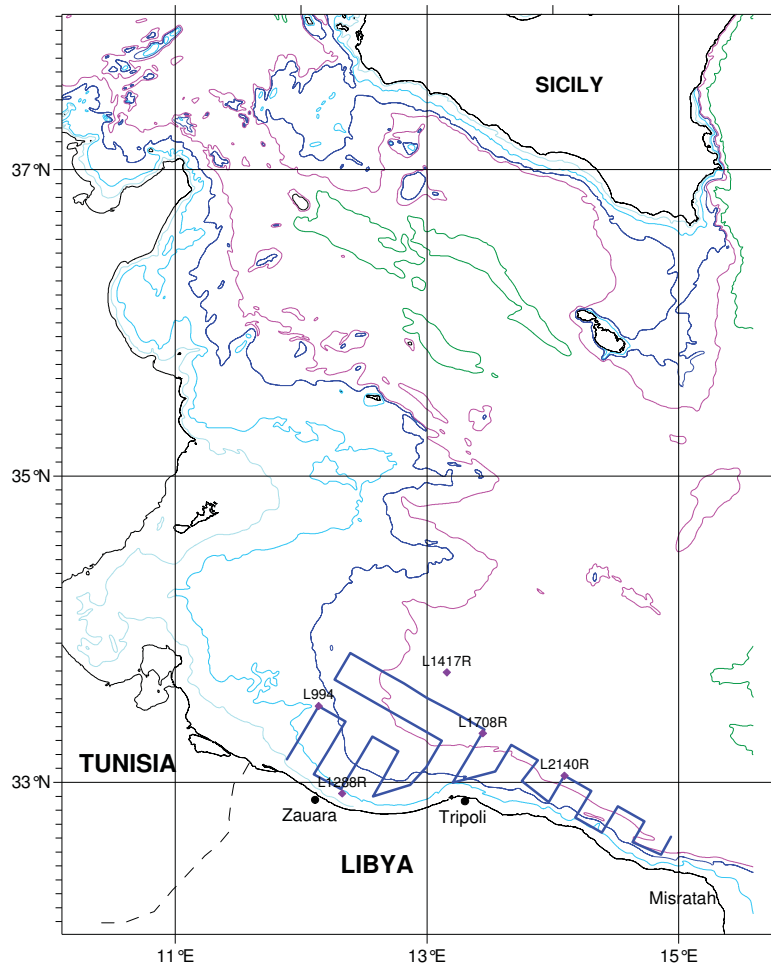 SICILY
37°N
35°N
L1417R
L994
L1708R
L2140R
TUNISIA
33°N
L1288R
Zauara
Tripoli
LIBYA
Misratah
11°E
13°E
15°E